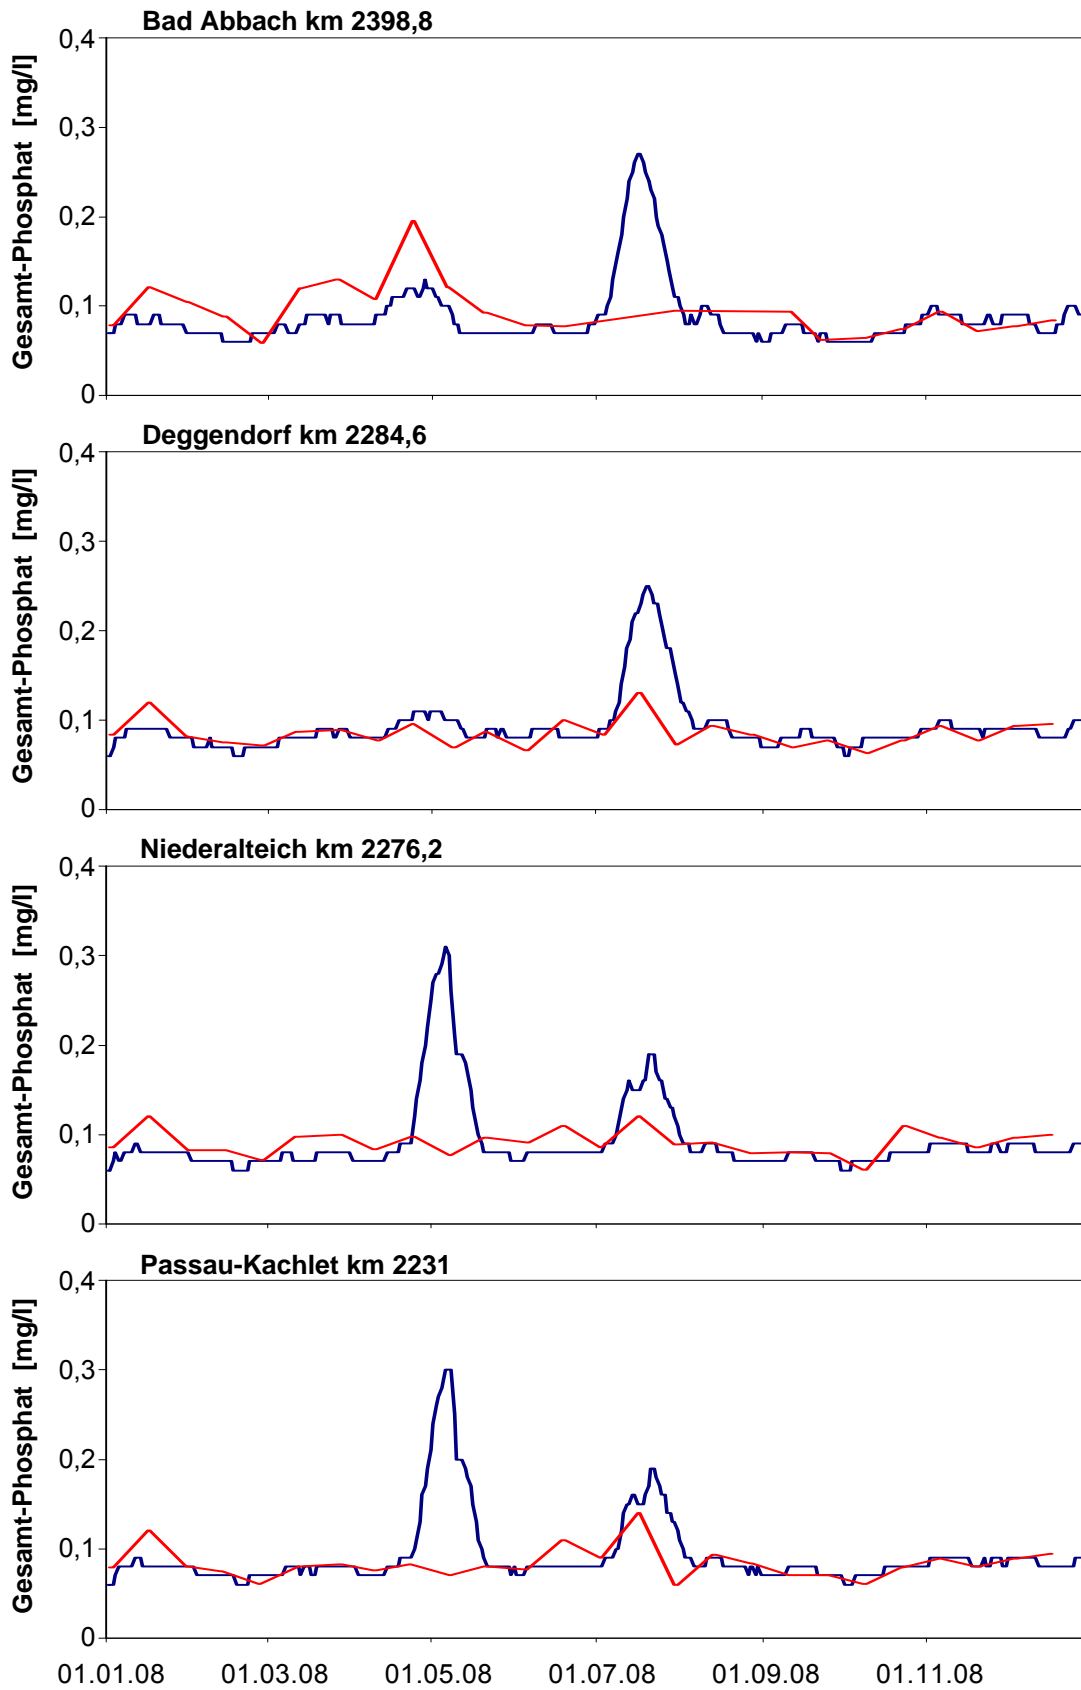 Bad Abbach km 2398,8
Gesamt-Phosphat [mg/l]
0,4
0,3
0,2
0,1
0
Deggendorf km 2284,6
Gesamt-Phosphat [mg/l]
0,4
0,3
0,2
0,1
0
Niederalteich km 2276,2
Gesamt-Phosphat [mg/l]
0,4
0,3
0,2
0,1
0
Passau-Kachlet km 2231
Gesamt-Phosphat [mg/l]
0,4
0,3
0,2
0,1
0
01.01.08 01.03.08 01.05.08 01.07.08 01.09.08 01.11.08